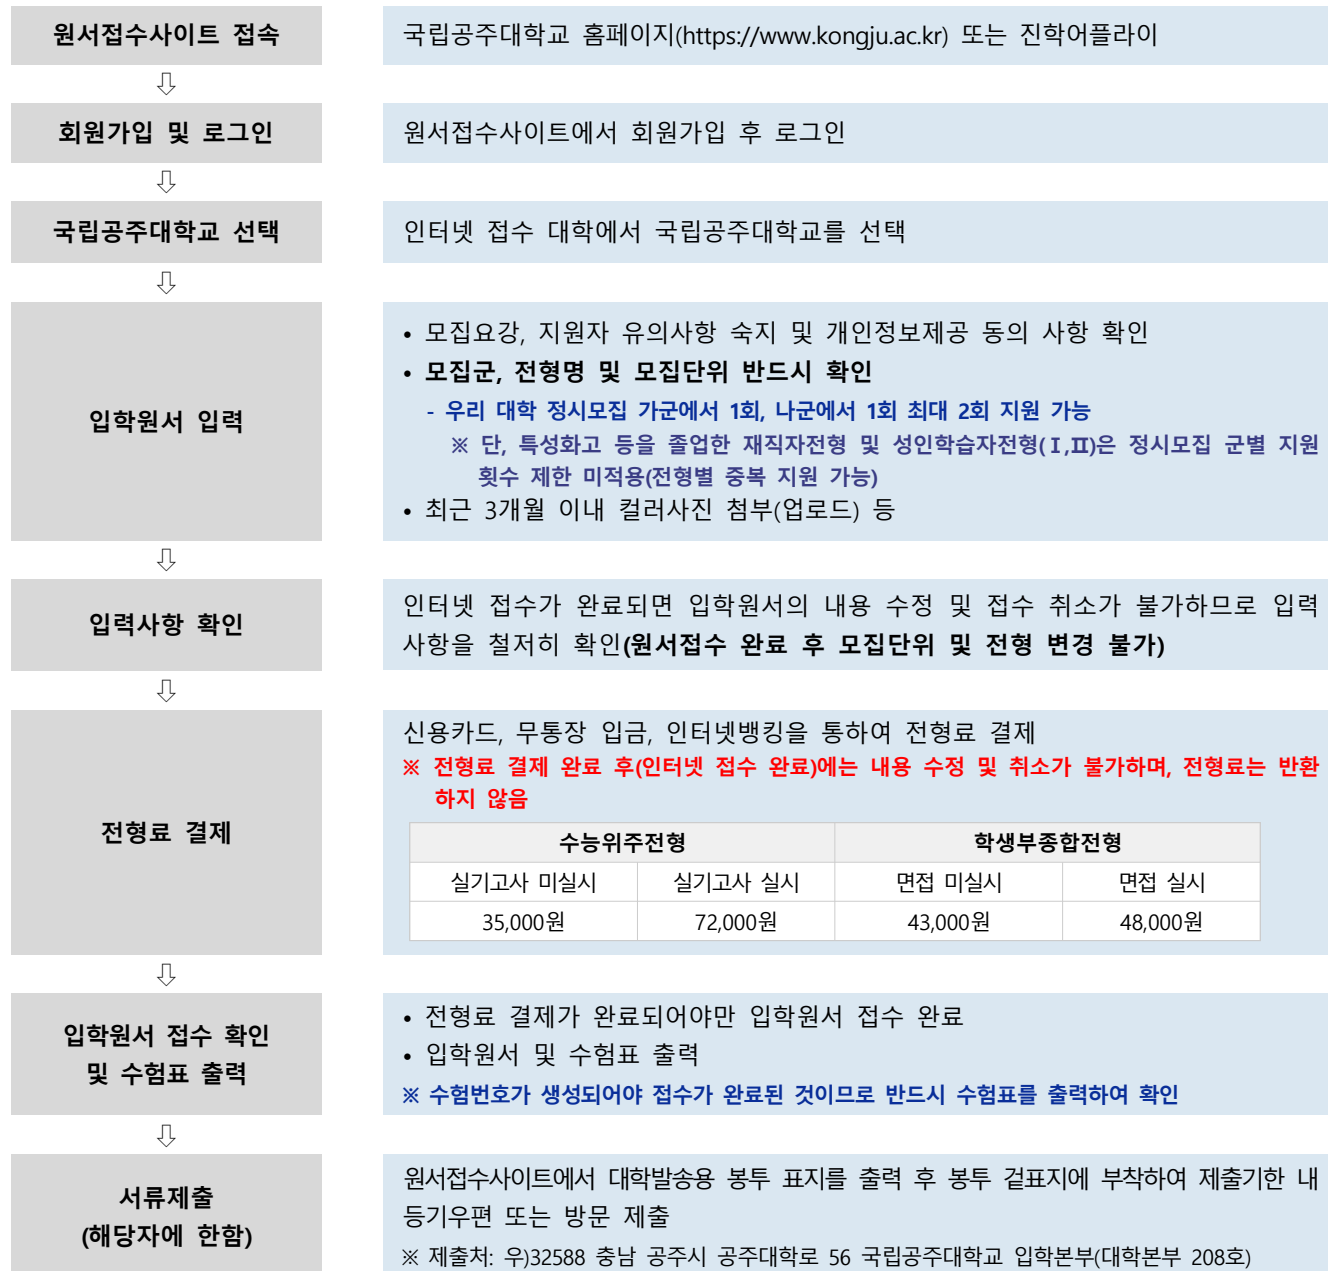 원서접수사이트 접속
국립공주대학교 홈페이지(https://www.kongju.ac.kr) 또는 진학어플라이
⇩
회원가입 및 로그인
원서접수사이트에서 회원가입 후 로그인
⇩
국립공주대학교 선택
인터넷 접수 대학에서 국립공주대학교를 선택
⇩
입학원서 입력
• 모집요강, 지원자 유의사항 숙지 및 개인정보제공 동의 사항 확인
• 모집군, 전형명 및 모집단위 반드시 확인
- 우리 대학 정시모집 가군에서 1회, 나군에서 1회 최대 2회 지원 가능
※ 단, 특성화고 등을 졸업한 재직자전형 및 성인학습자전형(Ⅰ,Ⅱ)은 정시모집 군별 지원
횟수 제한 미적용(전형별 중복 지원 가능)
• 최근 3개월 이내 컬러사진 첨부(업로드) 등
⇩
입력사항 확인
인터넷 접수가 완료되면 입학원서의 내용 수정 및 접수 취소가 불가하므로 입력
사항을 철저히 확인(원서접수 완료 후 모집단위 및 전형 변경 불가)
⇩
전형료 결제
신용카드, 무통장 입금, 인터넷뱅킹을 통하여 전형료 결제
※ 전형료 결제 완료 후(인터넷 접수 완료)에는 내용 수정 및 취소가 불가하며, 전형료는 반환
하지 않음
수능위주전형 학생부종합전형
실기고사 미실시 실기고사 실시 면접 미실시 면접 실시
35,000원 72,000원 43,000원 48,000원
⇩
입학원서 접수 확인
및 수험표 출력
• 전형료 결제가 완료되어야만 입학원서 접수 완료
• 입학원서 및 수험표 출력
※ 수험번호가 생성되어야 접수가 완료된 것이므로 반드시 수험표를 출력하여 확인
⇩
서류제출
(해당자에 한함)
원서접수사이트에서 대학발송용 봉투 표지를 출력 후 봉투 겉표지에 부착하여 제출기한 내
등기우편 또는 방문 제출
※ 제출처: 우)32588 충남 공주시 공주대학로 56 국립공주대학교 입학본부(대학본부 208호)